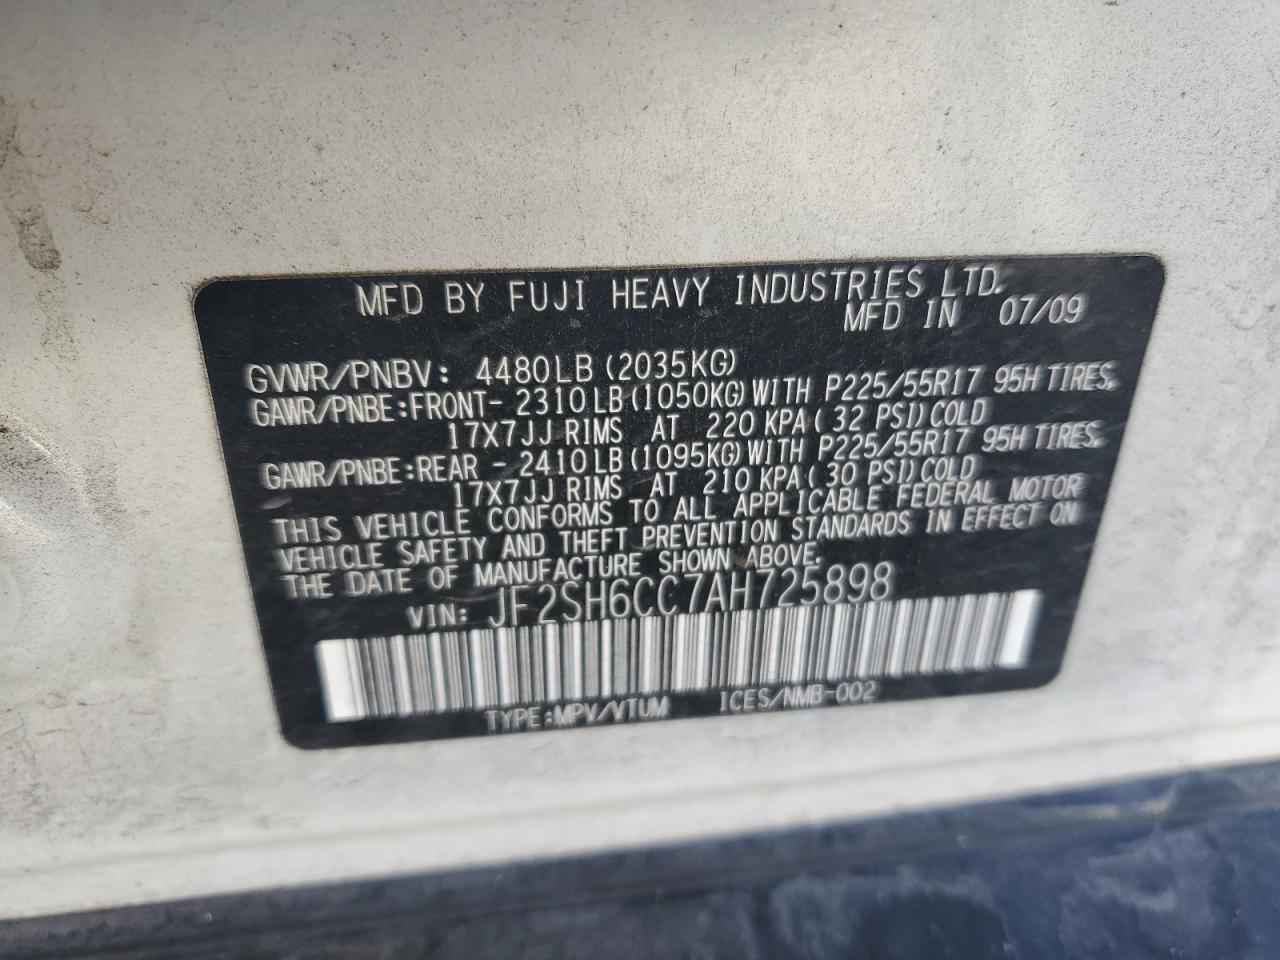 MFD BY FUJI HEAVY INDUSTRIES LTD.
MFD IN 07/09
GVWR/PNBV: 4480LB (2035KG)
GAWR/PNBE:FRONT- 2310LB (1050KG) WITH P225/55R17 95H TIRES,
17X7JJ RIMS AT 220 KPA ( 32 PSI) COLD
GAWR/PNBE:REAR - 2410LB (1095KG) WITH P225/55R17 95H TIRES,
17X7JJ RIMS AT 210 KPA ( 30 PSI) COLD
THIS VEHICLE CONFORMS TO ALL APPLICABLE FEDERAL MOTOR
VEHICLE SAFETY AND THEFT PREVENTION STANDARDS IN EFFECT ON
THE DATE OF MANUFACTURE SHOWN ABOVE.
VIN: JF2SH6CC7AH725898
TYPE:MPV/VTUM ICES/NMB-002